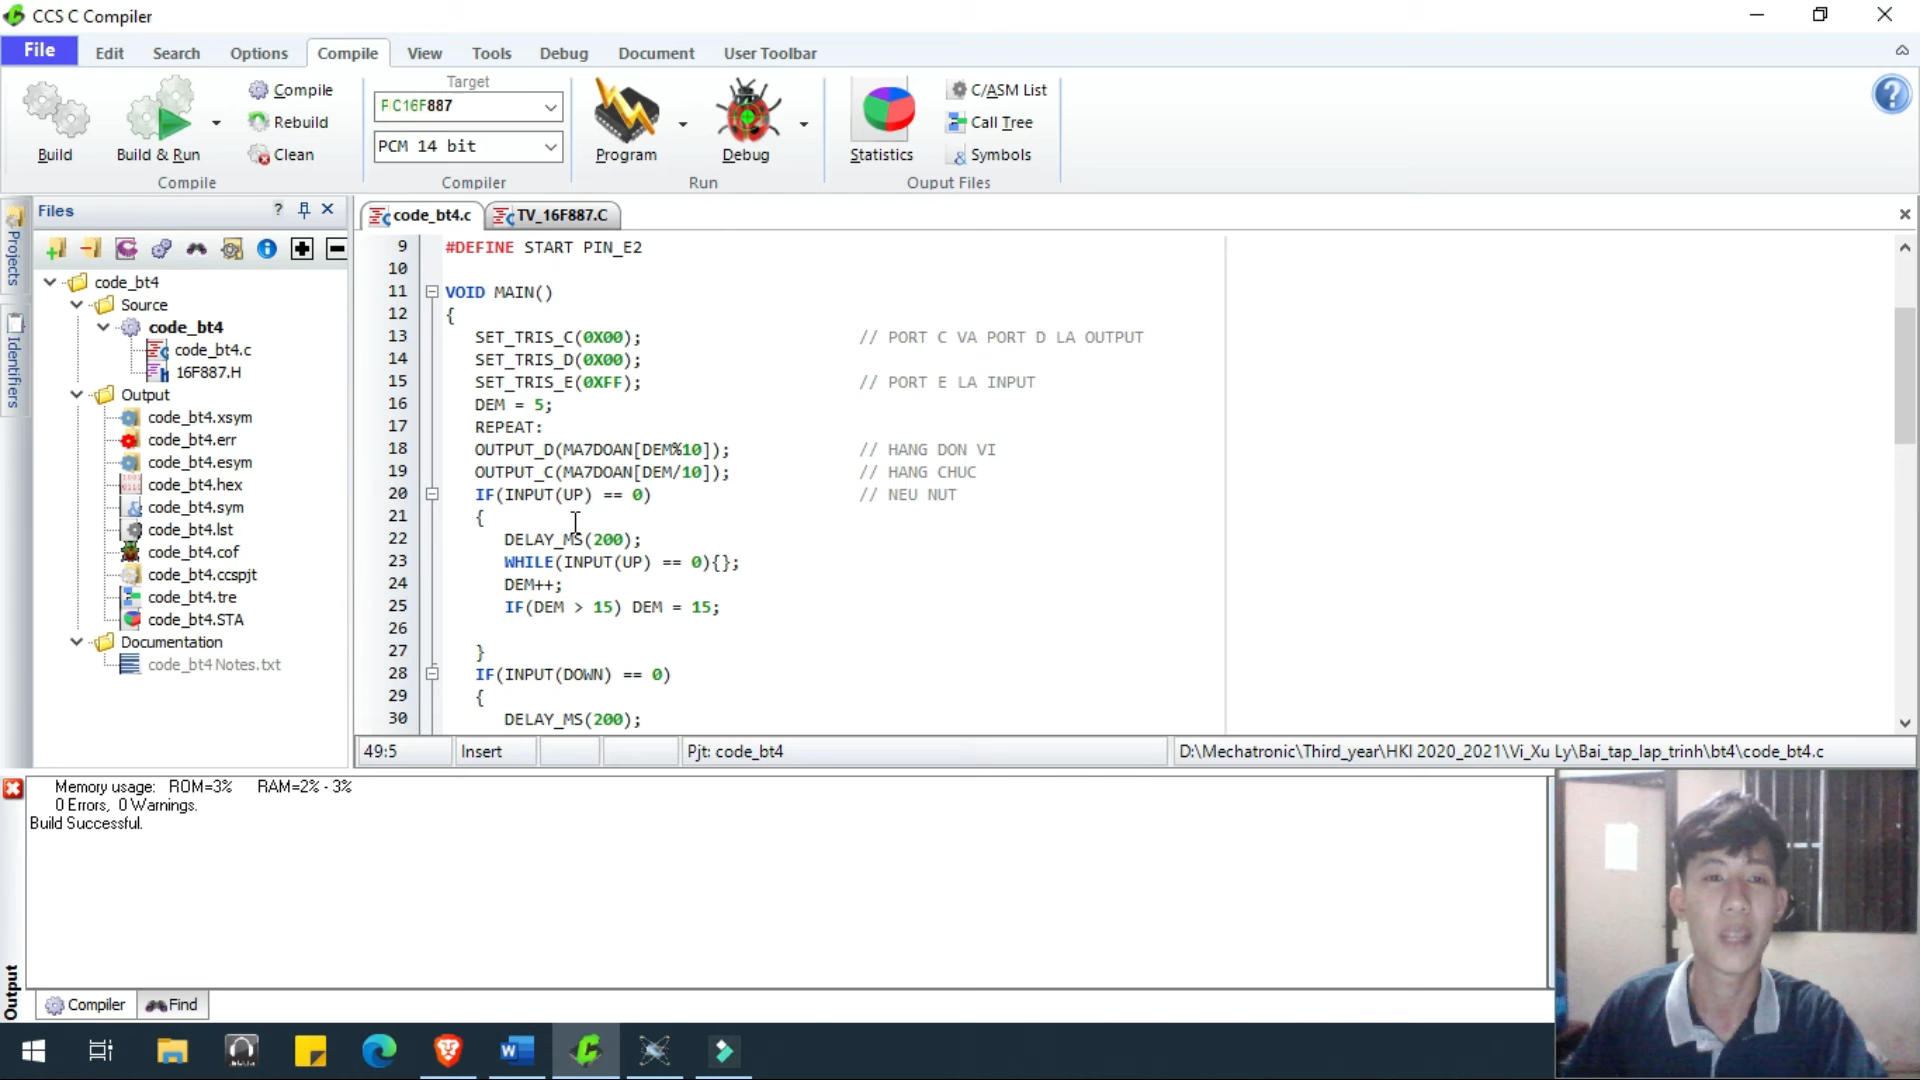 CCS C Compiler
File Edit Search Options Compile View Tools Debug Document User Toolbar
Build
Build & Run
Compile
Rebuild
Clean
Compile
Target
PIC16F887
PCM 14 bit
Compiler
Program
Debug
Run
Statistics
C/ASM List
Call Tree
Symbols
Ouput Files
Projects
Identifiers
Files
code_bt4
Source
code_bt4
code_bt4.c
16F887.H
Output
code_bt4.xsym
code_bt4.err
code_bt4.esym
code_bt4.hex
code_bt4.sym
code_bt4.lst
code_bt4.cof
code_bt4.ccspjt
code_bt4.tre
code_bt4.STA
Documentation
code_bt4 Notes.txt
code_bt4.c TV_16F887.C
9 #DEFINE START PIN_E2
10
11 VOID MAIN()
12 {
13 SET_TRIS_C(0X00); // PORT C VA PORT D LA OUTPUT
14 SET_TRIS_D(0X00);
15 SET_TRIS_E(0XFF); // PORT E LA INPUT
16 DEM = 5;
17 REPEAT:
18 OUTPUT_D(MA7DOAN[DEM%10]); // HANG DON VI
19 OUTPUT_C(MA7DOAN[DEM/10]); // HANG CHUC
20 IF(INPUT(UP) == 0) // NEU NUT
21 {
22 DELAY_MS(200);
23 WHILE(INPUT(UP) == 0){};
24 DEM++;
25 IF(DEM > 15) DEM = 15;
26
27 }
28 IF(INPUT(DOWN) == 0)
29 {
30 DELAY_MS(200);
49:5 Insert Pjt: code_bt4 D:\Mechatronic\Third_year\HKI 2020_2021\Vi_Xu Ly\Bai_tap_lap_trinh\bt4\code_bt4.c
Memory usage: ROM=3% RAM=2% - 3%
0 Errors, 0 Warnings.
Build Successful.
Output
Compiler Find